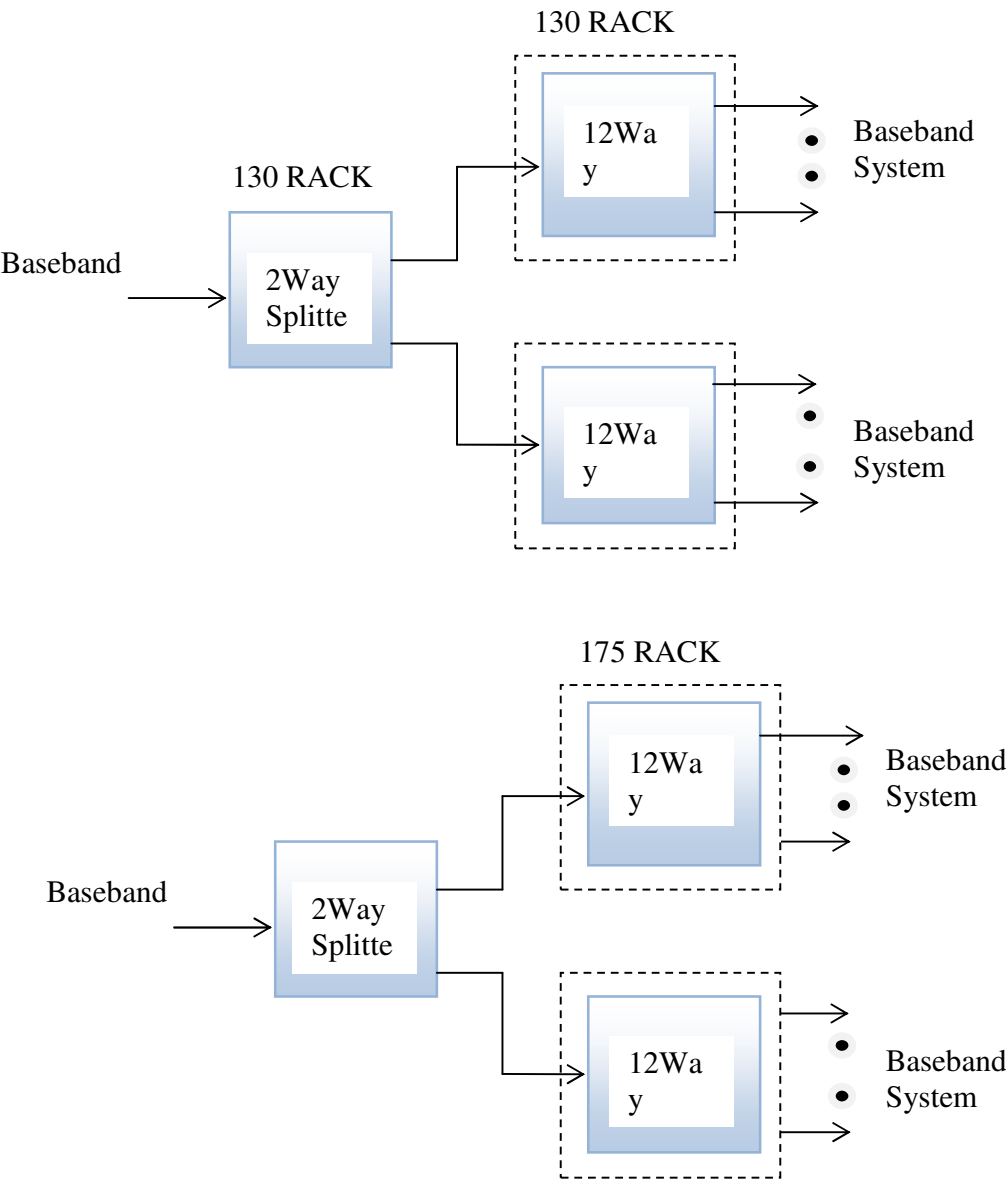 130 RACK
12Wa
y
Baseband
System
130 RACK
Baseband
2Way
Splitte
12Wa
y
Baseband
System
175 RACK
12Wa
y
Baseband
System
Baseband
2Way
Splitte
12Wa
y
Baseband
System